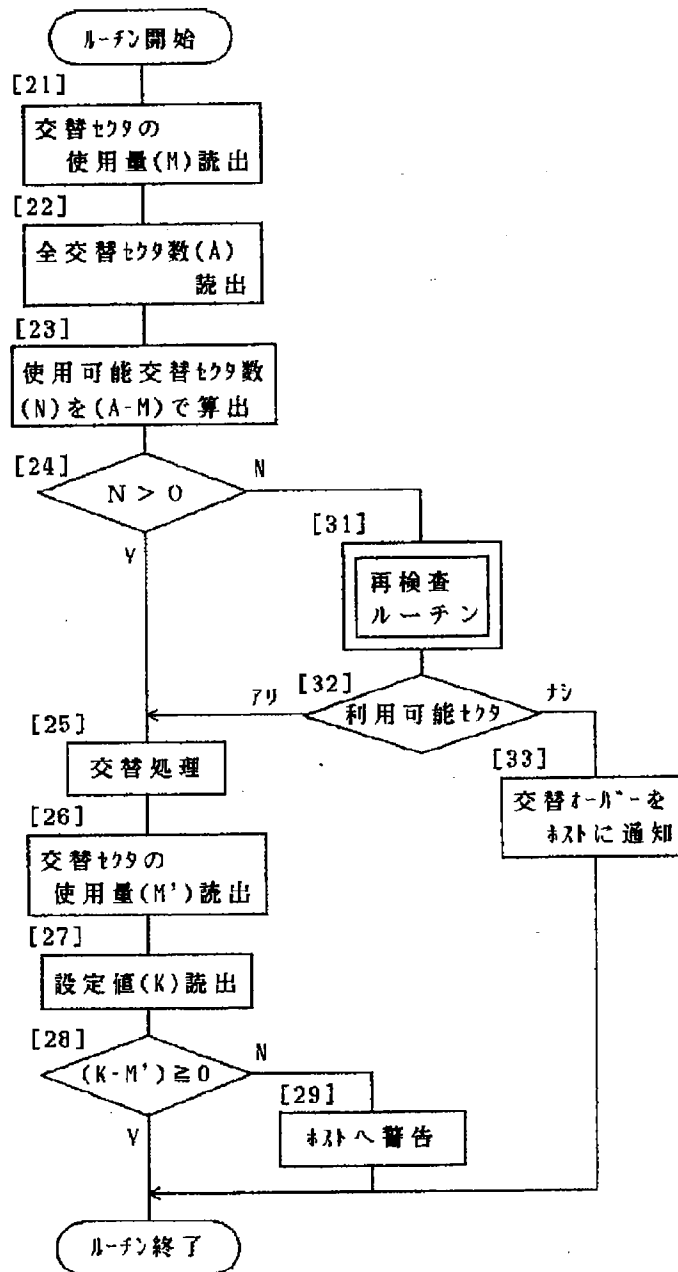 ルーチン開始
[21]
交替セクタの
使用量(M)読出
[22]
全交替セクタ数(A)
読出
[23]
使用可能交替セクタ数
(N)を(A-M)で算出
[24]
N
N > 0
Y
[31]
再検査
ルーチン
[32]
アリ
利用可能セクタ
ナシ
[25]
交替処理
[33]
交替オーバーを
ホストに通知
[26]
交替セクタの
使用量(M')読出
[27]
設定値(K)読出
[28]
N
(K-M')≧0
Y
[29]
ホストへ警告
ルーチン終了